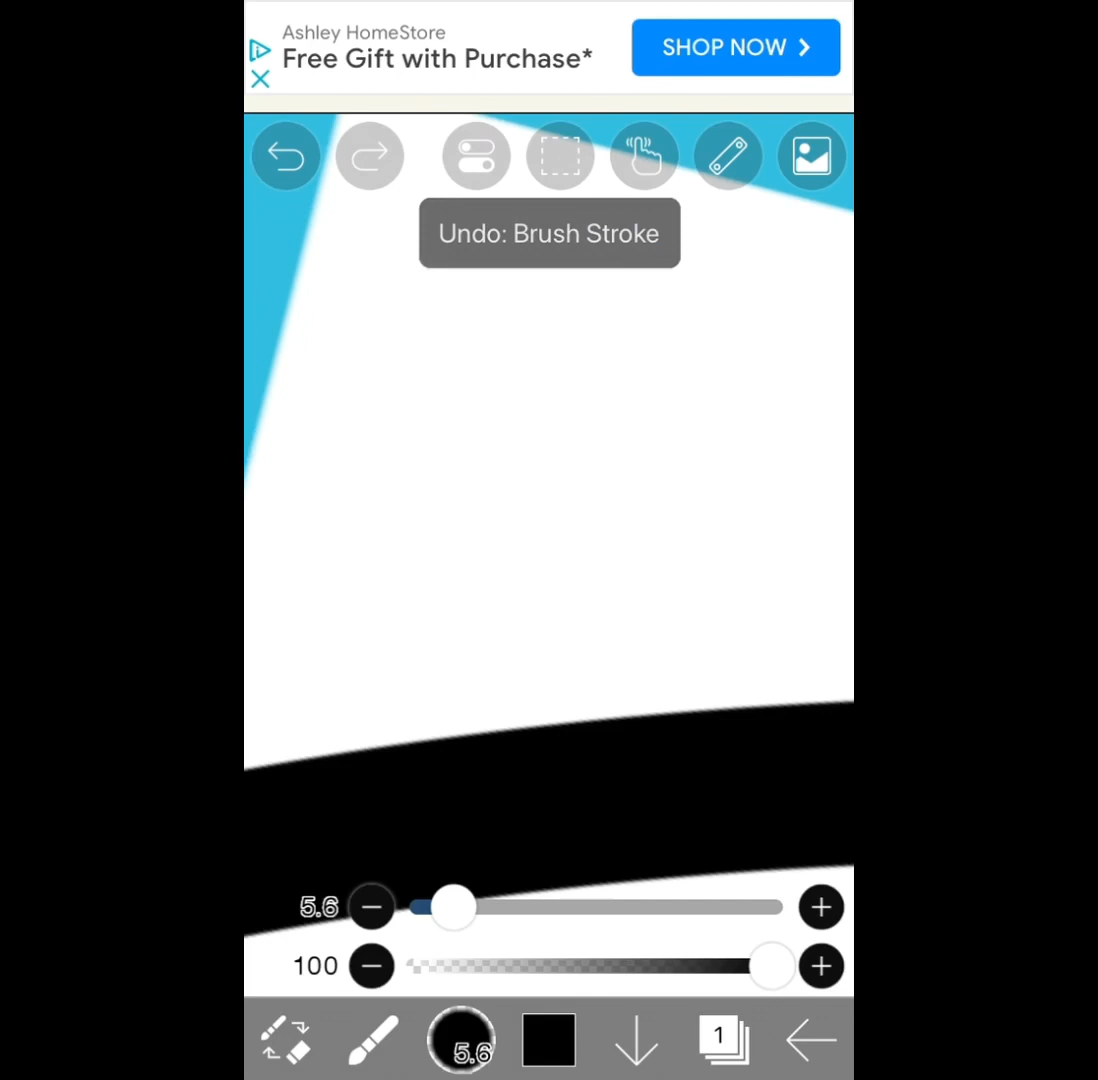 Ashley HomeStore
Free Gift with Purchase*
SHOP NOW
Undo: Brush Stroke
5.6
100
5.6
1